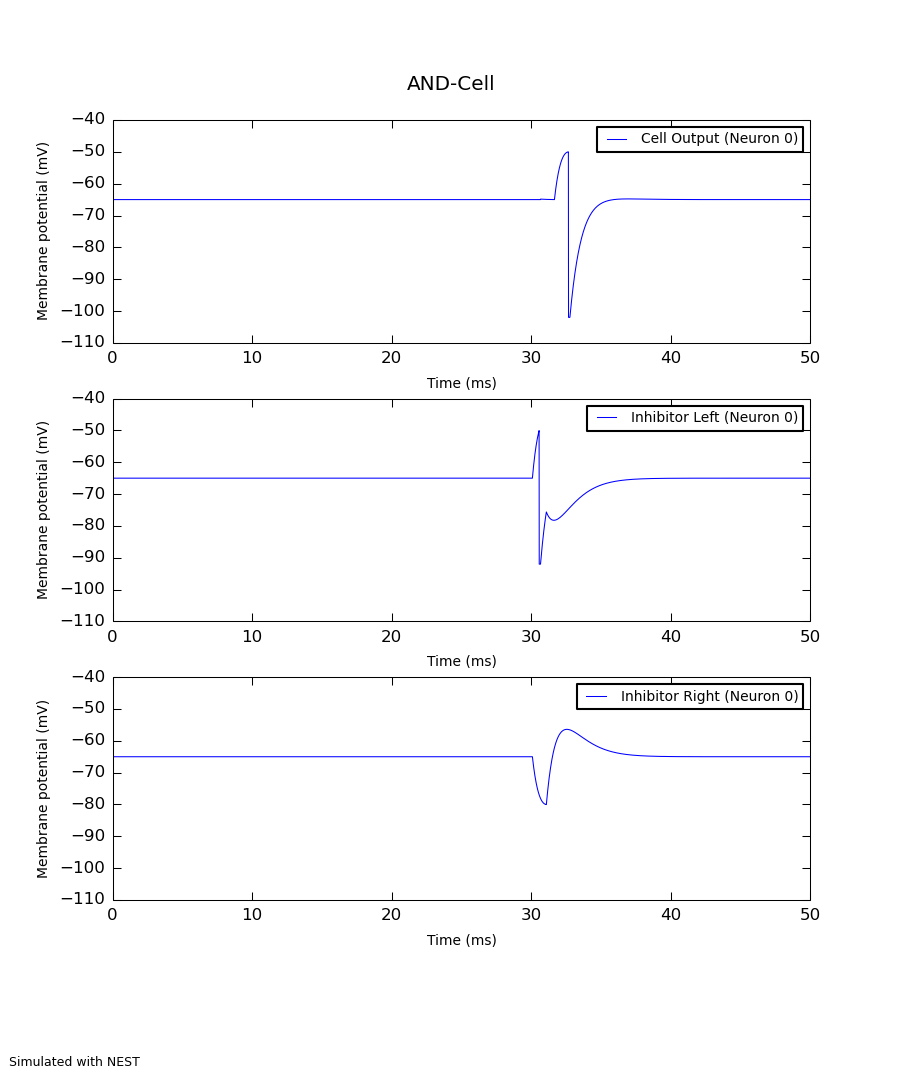 AND-Cell
−40
−50
−60
−70
−80
−90
−100
−110
Membrane potential (mV)
Cell Output (Neuron 0)
0 10 20 30 40 50
Time (ms)
−40
−50
−60
−70
−80
−90
−100
−110
Membrane potential (mV)
Inhibitor Left (Neuron 0)
0 10 20 30 40 50
Time (ms)
−40
−50
−60
−70
−80
−90
−100
−110
Membrane potential (mV)
Inhibitor Right (Neuron 0)
0 10 20 30 40 50
Time (ms)
Simulated with NEST